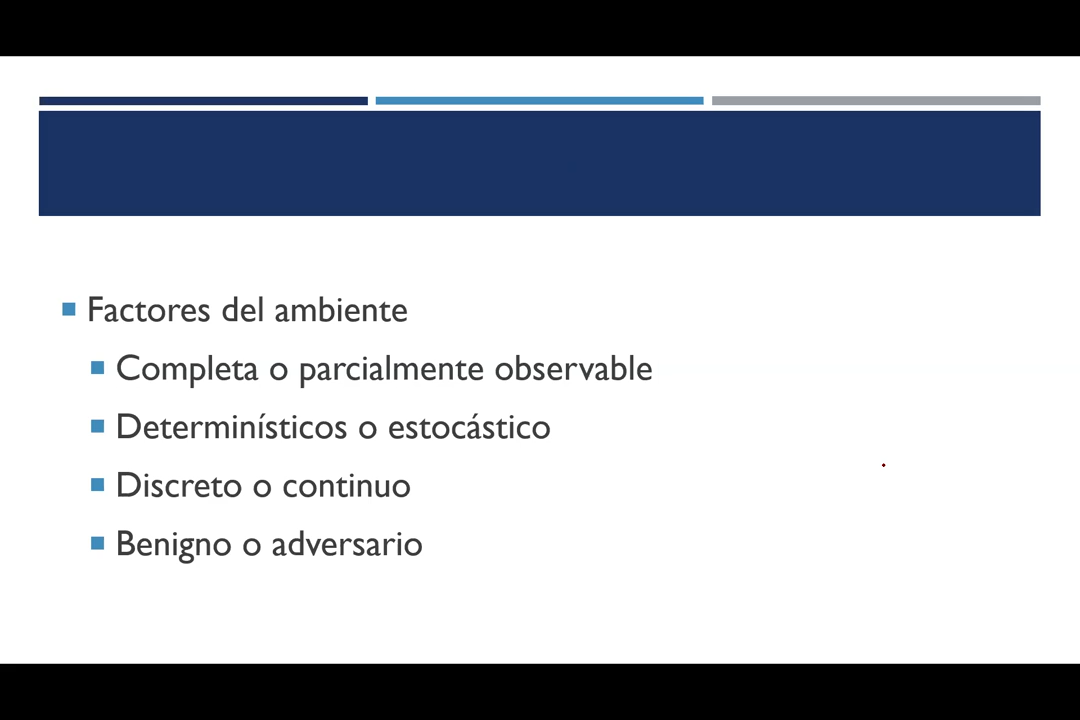 Factores del ambiente
Completa o parcialmente observable
Determinísticos o estocástico
Discreto o continuo
Benigno o adversario